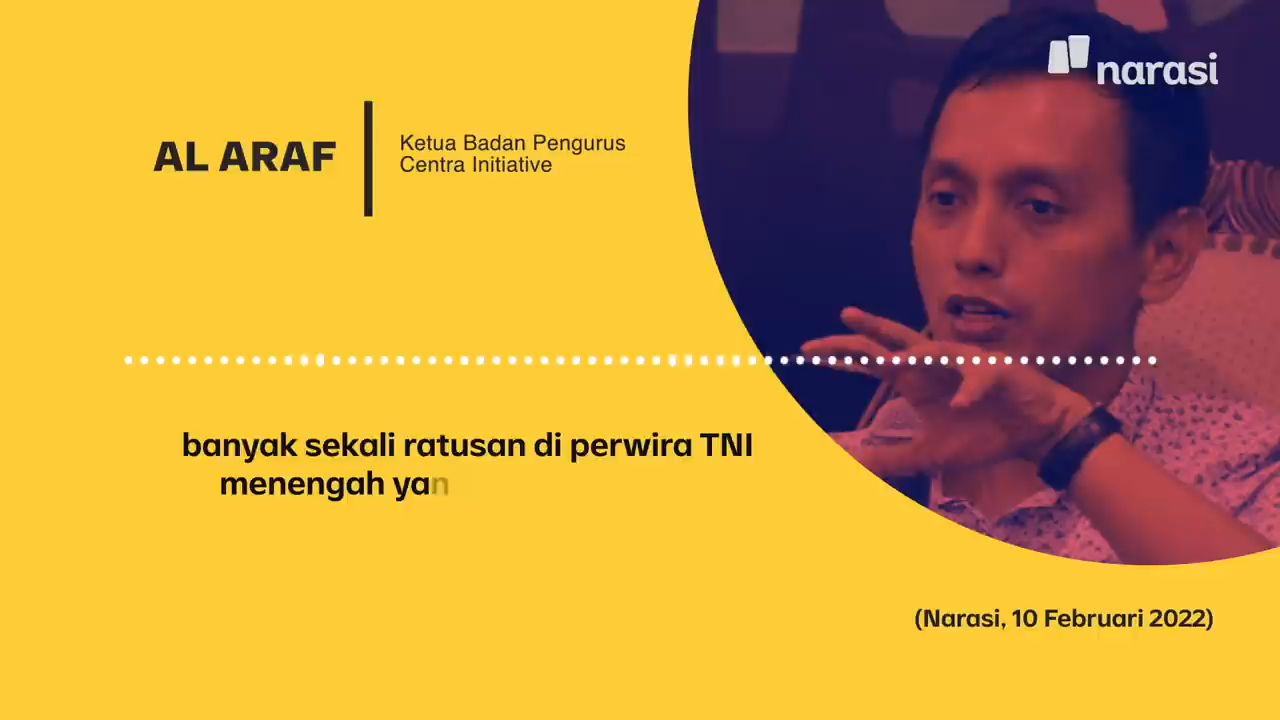 narasi
AL ARAF
Ketua Badan Pengurus
Centra Initiative
banyak sekali ratusan di perwira TNI
menengah yan
(Narasi, 10 Februari 2022)